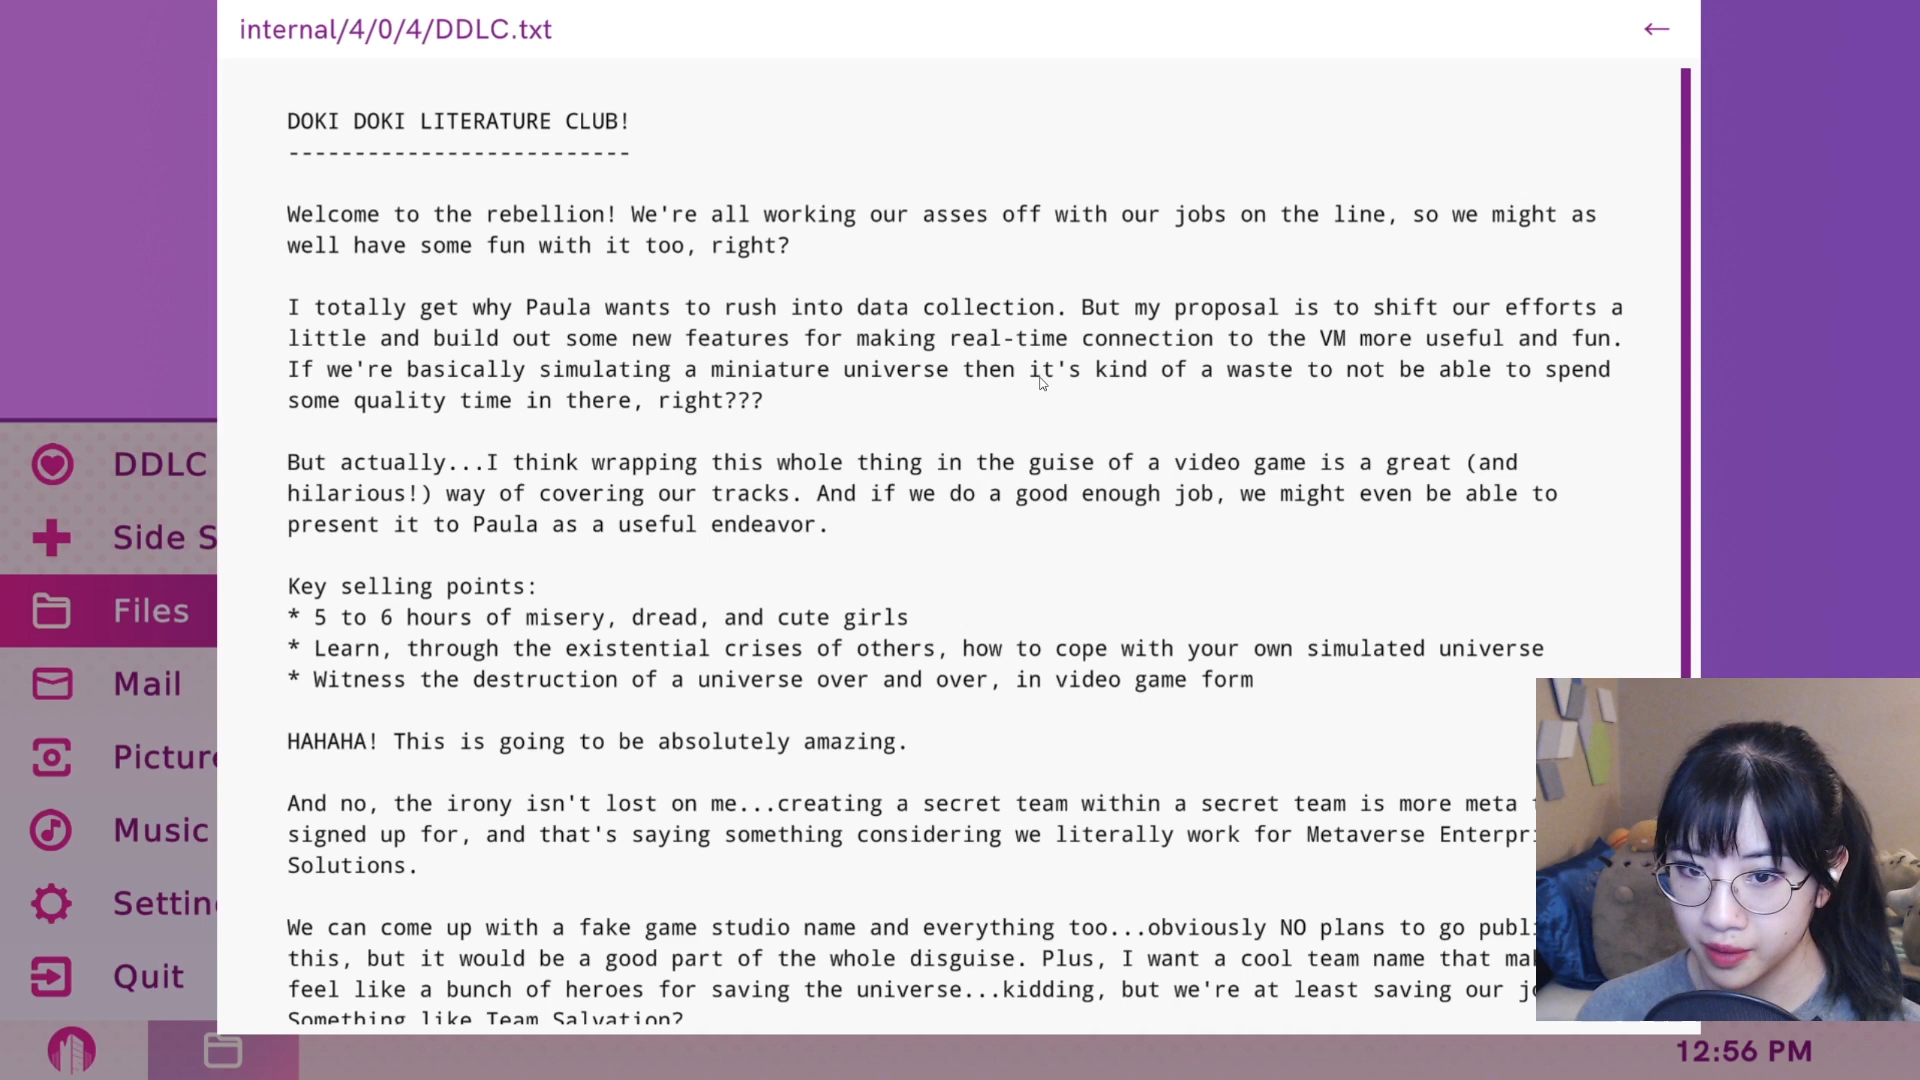 internal/4/0/4/DDLC.txt
←
DOKI DOKI LITERATURE CLUB!
--------------------------
Welcome to the rebellion! We're all working our asses off with our jobs on the line, so we might as
well have some fun with it too, right?
I totally get why Paula wants to rush into data collection. But my proposal is to shift our efforts a
little and build out some new features for making real-time connection to the VM more useful and fun.
If we're basically simulating a miniature universe then it's kind of a waste to not be able to spend
some quality time in there, right???
But actually...I think wrapping this whole thing in the guise of a video game is a great (and
hilarious!) way of covering our tracks. And if we do a good enough job, we might even be able to
present it to Paula as a useful endeavor.
Key selling points:
* 5 to 6 hours of misery, dread, and cute girls
* Learn, through the existential crises of others, how to cope with your own simulated universe
* Witness the destruction of a universe over and over, in video game form
HAHAHA! This is going to be absolutely amazing.
And no, the irony isn't lost on me...creating a secret team within a secret team is more meta
signed up for, and that's saying something considering we literally work for Metaverse Enterpri
Solutions.
We can come up with a fake game studio name and everything too...obviously NO plans to go publi
this, but it would be a good part of the whole disguise. Plus, I want a cool team name that ma
feel like a bunch of heroes for saving the universe...kidding, but we're at least saving our jo
Something like Team Salvation?
DDLC
Side S
Files
Mail
Pictur
Music
Settin
Quit
12:56 PM